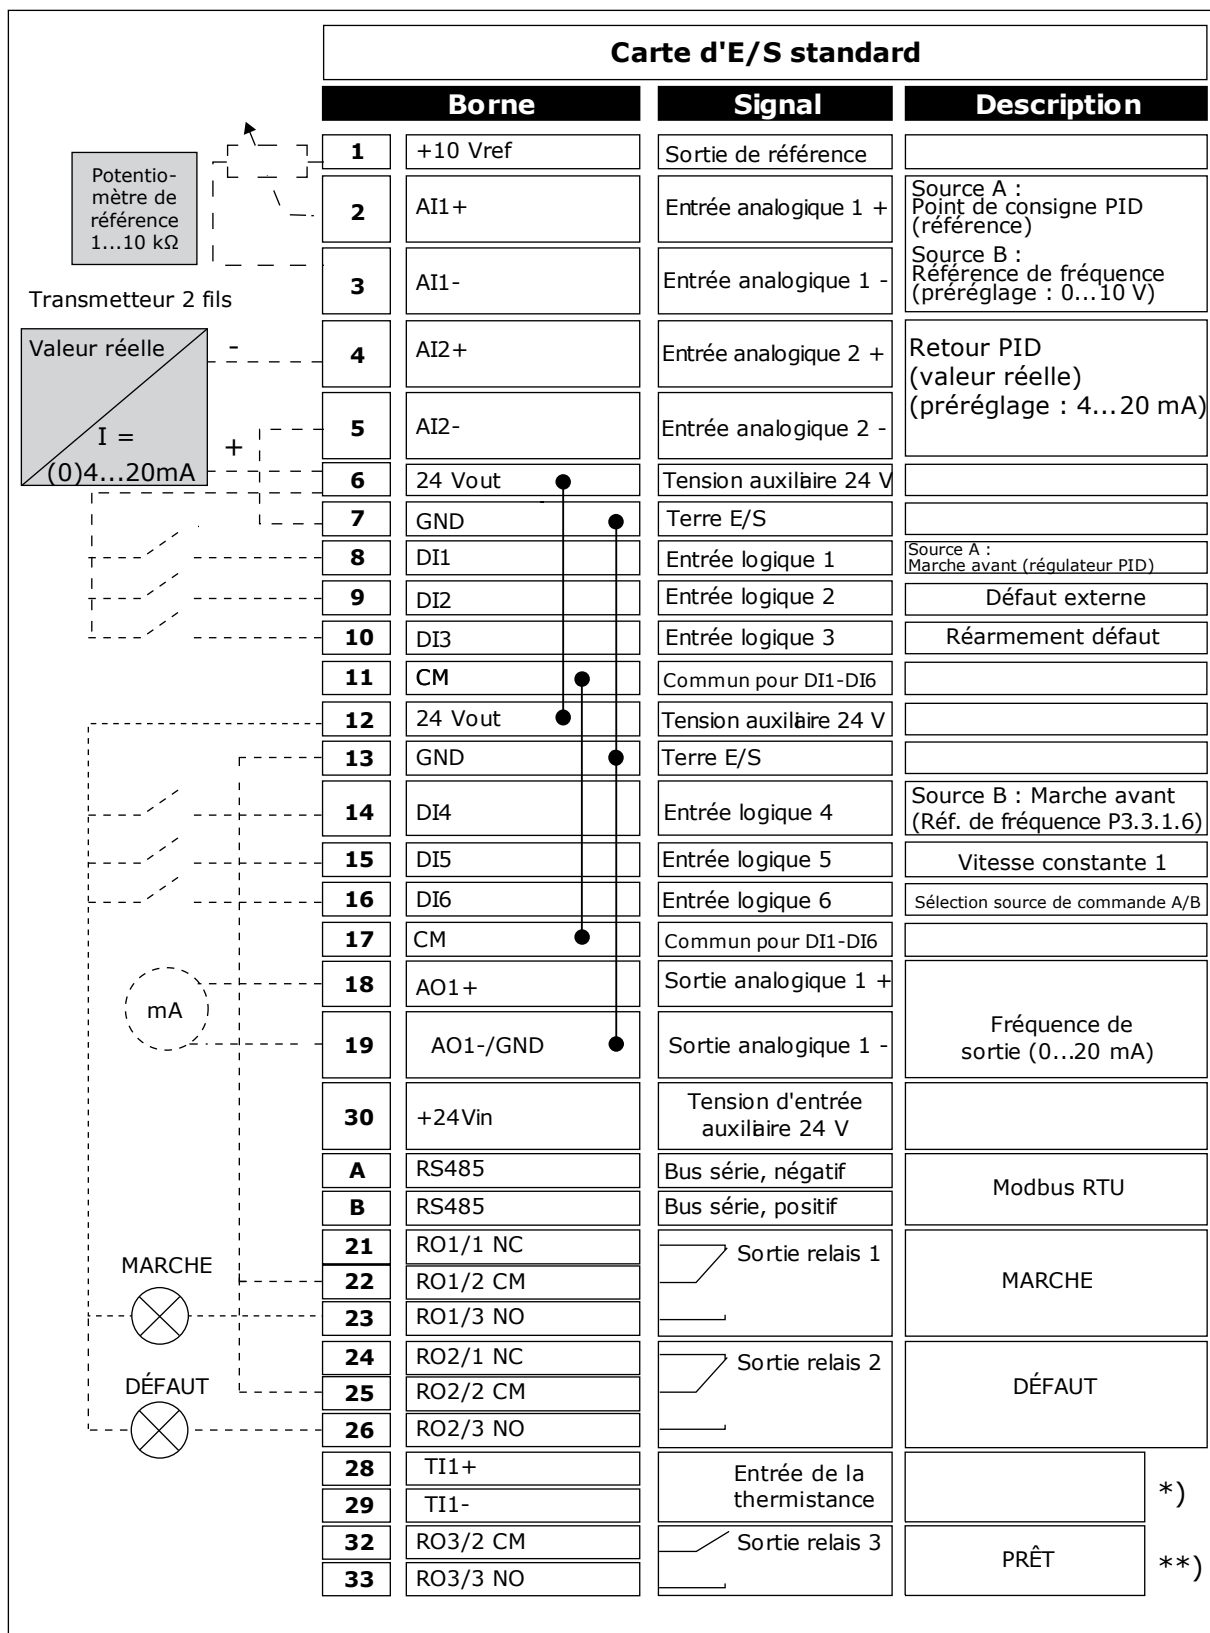 Carte d'E/S standard
Borne Signal Description
1 +10 Vref Sortie de référence
Potentio-
mètre de
référence
1...10 kΩ
2 AI1+ Entrée analogique 1 +
3 AI1- Entrée analogique 1 -
Source A :
Point de consigne PID
(référence)
Source B :
Référence de fréquence
(préréglage : 0...10 V)
Transmetteur 2 fils
Valeur réelle
-
I =
(0)4...20mA
+
4 AI2+ Entrée analogique 2 +
5 AI2- Entrée analogique 2 -
Retour PID
(valeur réelle)
(préréglage : 4...20 mA)
6 24 Vout Tension auxiliaire 24 V
7 GND Terre E/S
8 DI1 Entrée logique 1
Source A :
Marche avant (régulateur PID)
9 DI2 Entrée logique 2 Défaut externe
10 DI3 Entrée logique 3 Réarmement défaut
11 CM Commun pour DI1-DI6
12 24 Vout Tension auxiliaire 24 V
13 GND Terre E/S
14 DI4 Entrée logique 4
Source B : Marche avant
(Réf. de fréquence P3.3.1.6)
15 DI5 Entrée logique 5 Vitesse constante 1
16 DI6 Entrée logique 6 Sélection source de commande A/B
17 CM Commun pour DI1-DI6
mA
18 AO1+ Sortie analogique 1 +
19 AO1-/GND Sortie analogique 1 -
Fréquence de
sortie (0...20 mA)
30 +24Vin
Tension d'entrée
auxiliaire 24 V
A RS485 Bus série, négatif
B RS485 Bus série, positif
Modbus RTU
MARCHE
21 RO1/1 NC
22 RO1/2 CM
23 RO1/3 NO
Sortie relais 1
MARCHE
DÉFAUT
24 RO2/1 NC
25 RO2/2 CM
26 RO2/3 NO
Sortie relais 2
DÉFAUT
28 TI1+
29 TI1-
Entrée de la
thermistance
*)
32 RO3/2 CM
33 RO3/3 NO
Sortie relais 3
PRÊT
**)